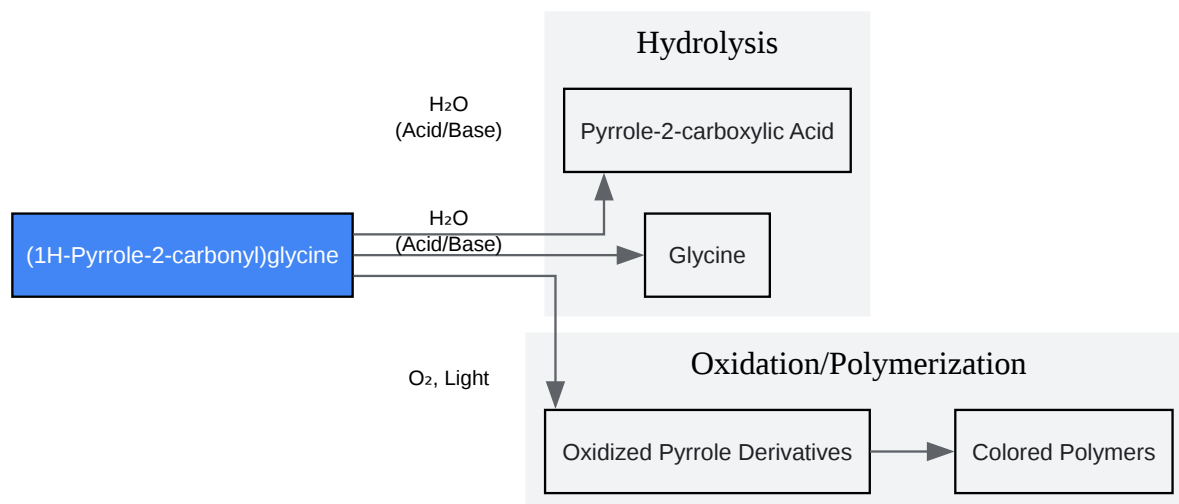 Hydrolysis
H₂O
(Acid/Base)
Pyrrole-2-carboxylic Acid
(1H-Pyrrole-2-carbonyl)glycine
H₂O
(Acid/Base)
Glycine
Oxidation/Polymerization
O₂, Light
Oxidized Pyrrole Derivatives
Colored Polymers